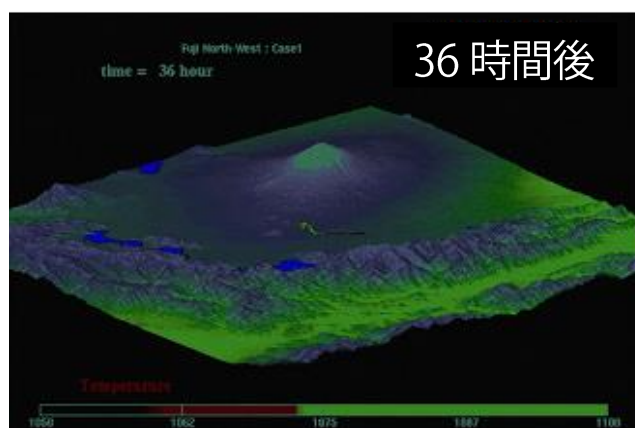 Fuji North-West : Case1
36 時間後
time = 36 hour
Temperature
1050 1062 1075 1087 1100